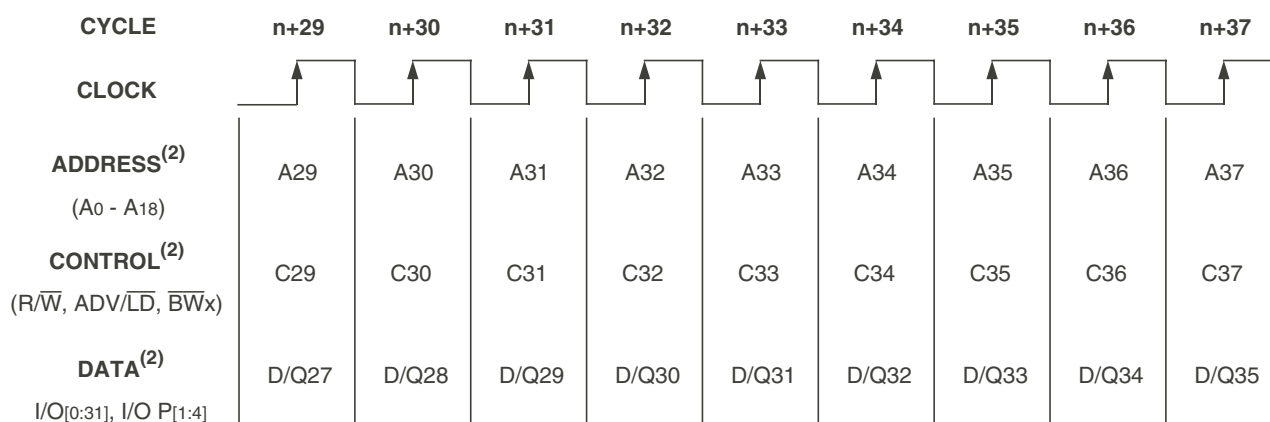 CYCLE n+29 n+30 n+31 n+32 n+33 n+34 n+35 n+36 n+37
CLOCK
ADDRESS(2) A29 A30 A31 A32 A33 A34 A35 A36 A37
(A0 - A18)
CONTROL(2) C29 C30 C31 C32 C33 C34 C35 C36 C37
(R/W̅, ADV/L̅D̅, B̅W̅x)
DATA(2) D/Q27 D/Q28 D/Q29 D/Q30 D/Q31 D/Q32 D/Q33 D/Q34 D/Q35
I/O[0:31], I/O P[1:4]